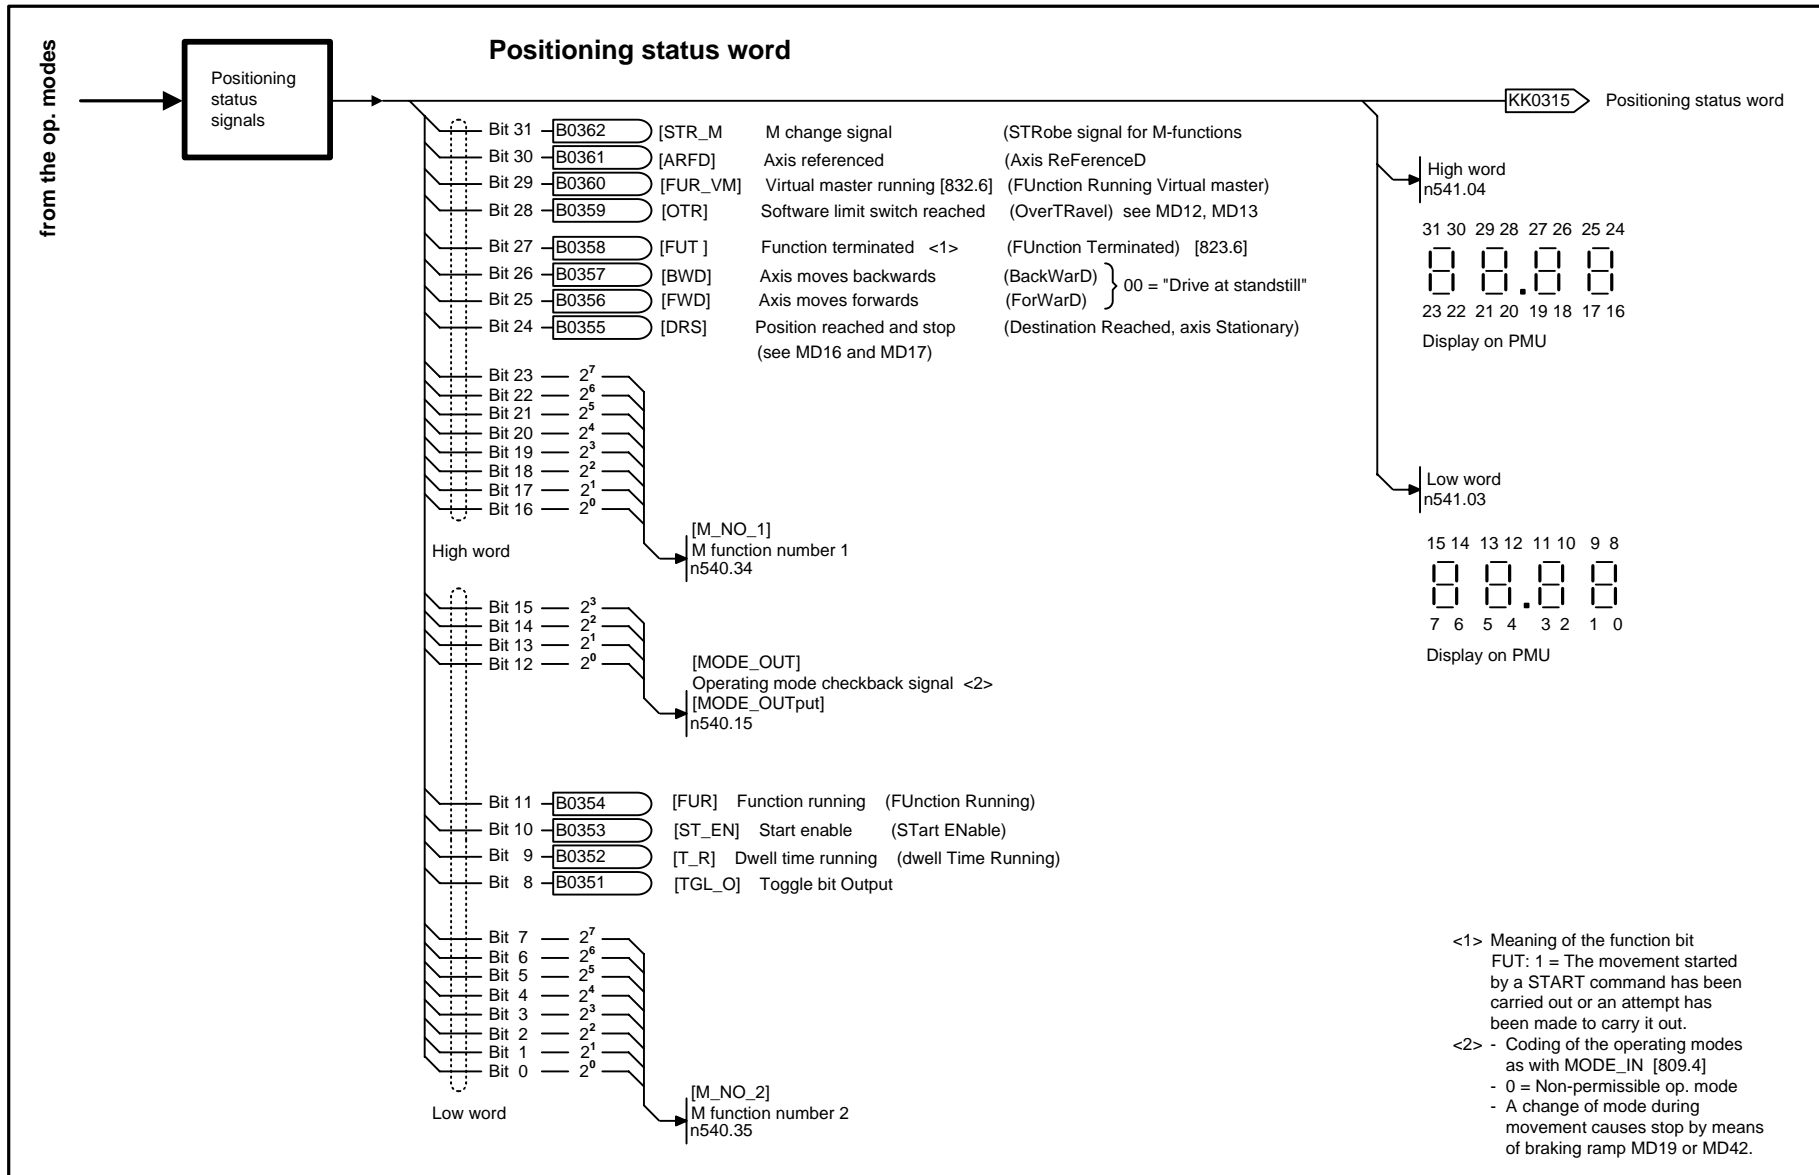 from the op. modes
Positioning
status
signals
Positioning status word
KK0315 Positioning status word
Bit 31 B0362 [STR_M M change signal (STRobe signal for M-functions
Bit 30 B0361 [ARFD] Axis referenced (Axis ReFerenceD
Bit 29 B0360 [FUR_VM] Virtual master running [832.6] (FUnction Running Virtual master)
Bit 28 B0359 [OTR] Software limit switch reached (OverTRavel) see MD12, MD13
Bit 27 B0358 [FUT ] Function terminated <1> (FUnction Terminated) [823.6]
Bit 26 B0357 [BWD] Axis moves backwards (BackWarD)
00 = "Drive at standstill"
Bit 25 B0356 [FWD] Axis moves forwards (ForWarD)
Bit 24 B0355 [DRS] Position reached and stop (Destination Reached, axis Stationary)
(see MD16 and MD17)
Bit 23 2⁷
Bit 22 2⁶
Bit 21 2⁵
Bit 20 2⁴
Bit 19 2³
Bit 18 2²
Bit 17 2¹
Bit 16 2⁰
High word
[M_NO_1]
M function number 1
n540.34
Bit 15 2³
Bit 14 2²
Bit 13 2¹
Bit 12 2⁰
[MODE_OUT]
Operating mode checkback signal <2>
[MODE_OUTput]
n540.15
Bit 11 B0354 [FUR] Function running (FUnction Running)
Bit 10 B0353 [ST_EN] Start enable (STart ENable)
Bit 9 B0352 [T_R] Dwell time running (dwell Time Running)
Bit 8 B0351 [TGL_O] Toggle bit Output
Bit 7 2⁷
Bit 6 2⁶
Bit 5 2⁵
Bit 4 2⁴
Bit 3 2³
Bit 2 2²
Bit 1 2¹
Bit 0 2⁰
Low word
[M_NO_2]
M function number 2
n540.35
High word
n541.04
31 30 29 28 27 26 25 24
8 8.8 8
23 22 21 20 19 18 17 16
Display on PMU
Low word
n541.03
15 14 13 12 11 10 9 8
8 8.8 8
7 6 5 4 3 2 1 0
Display on PMU
<1> Meaning of the function bit
FUT: 1 = The movement started
by a START command has been
carried out or an attempt has
been made to carry it out.
<2> - Coding of the operating modes
as with MODE_IN [809.4]
- 0 = Non-permissible op. mode
- A change of mode during
movement causes stop by means
of braking ramp MD19 or MD42.